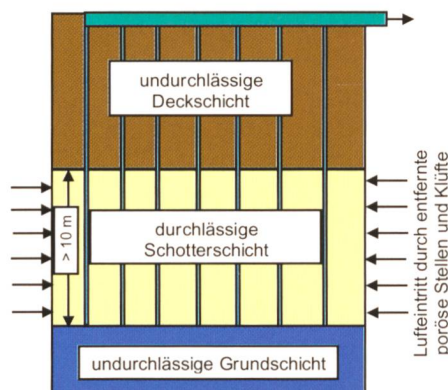 undurchlässige
Deckschicht
> 10 m
durchlässige
Schotterschicht
Lufteintritt durch entfernte
poröse Stellen und Klüfte
undurchlässige Grundschicht